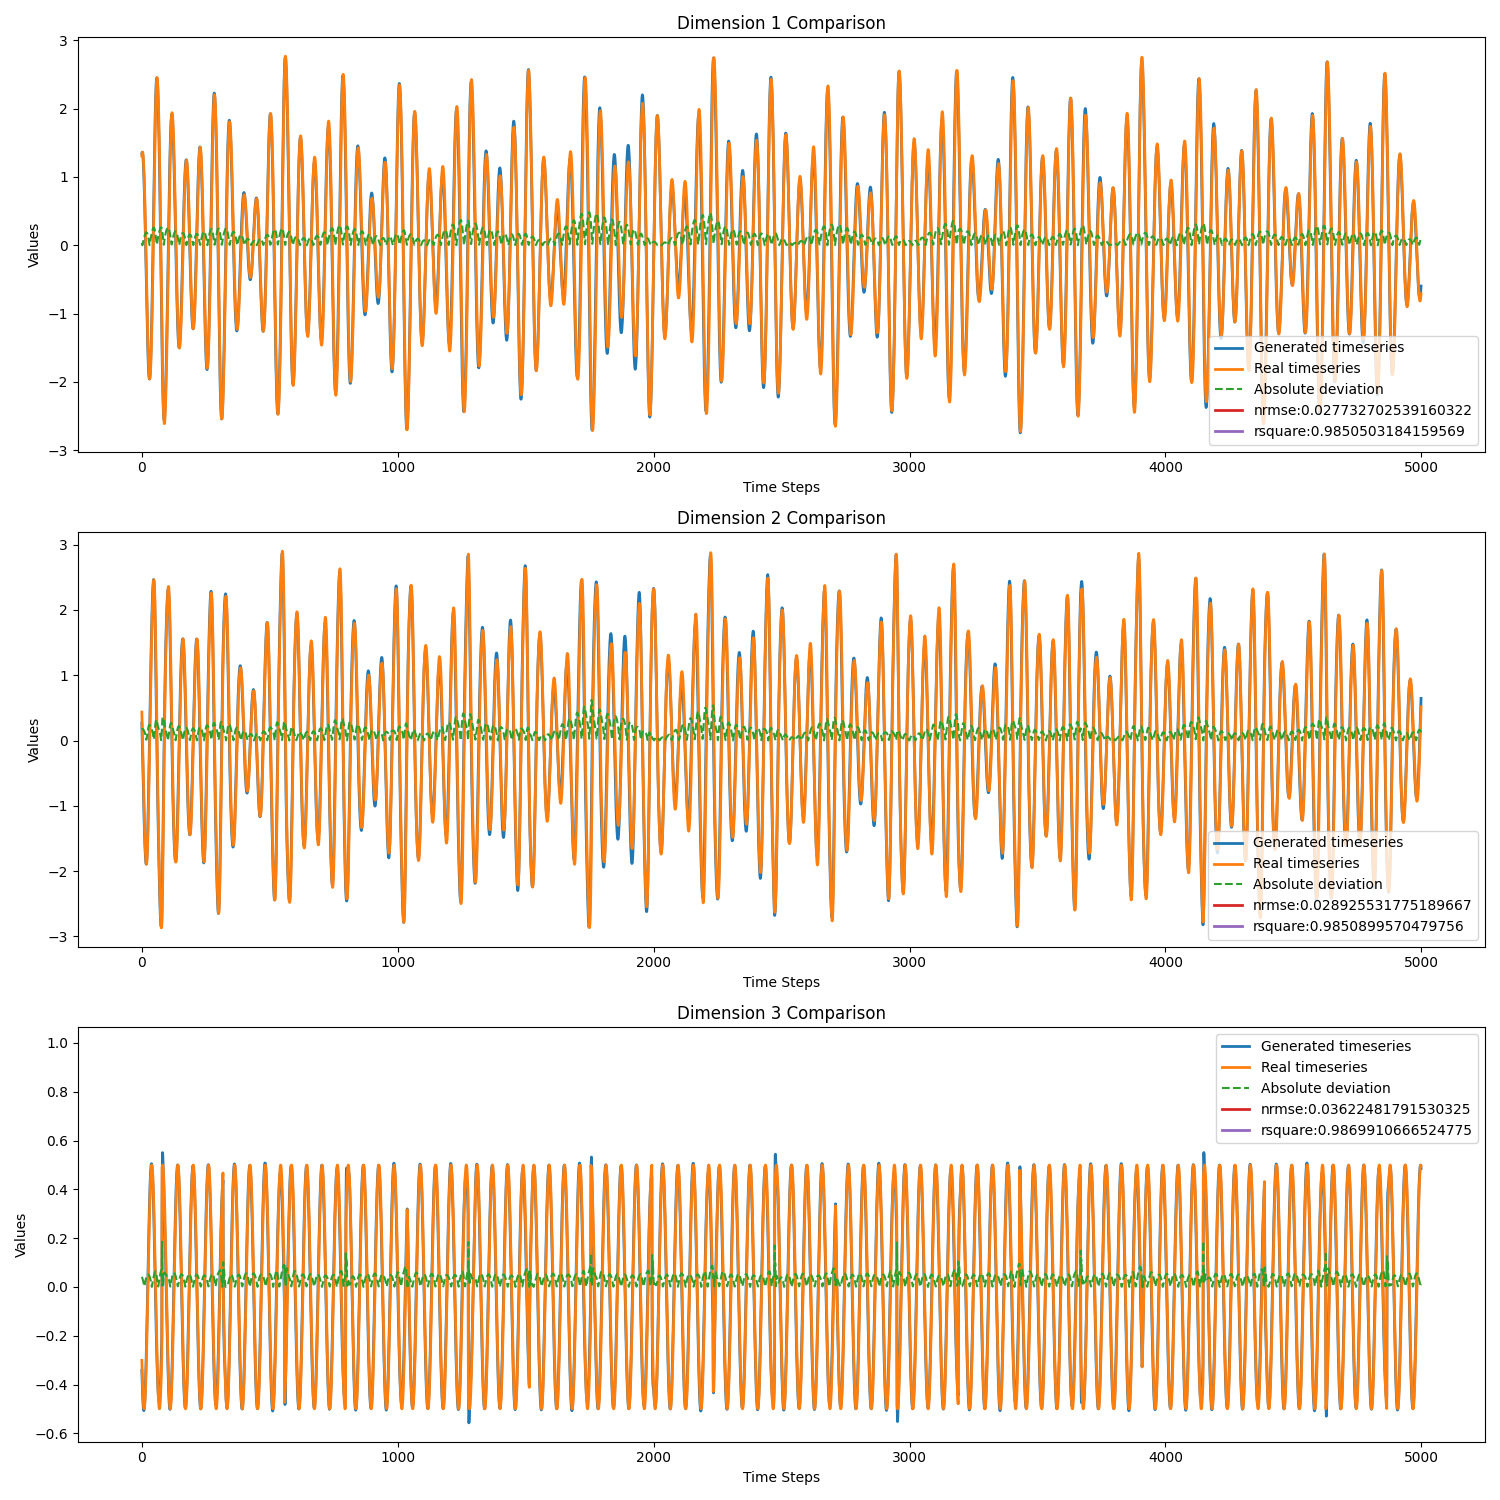 Dimension 1 Comparison
3
2
1
0
−1
−2
−3
Values
Generated timeseries
Real timeseries
Absolute deviation
nrmse:0.027732702539160322
rsquare:0.9850503184159569
0 1000 2000 3000 4000 5000
Time Steps
Dimension 2 Comparison
3
2
1
0
−1
−2
−3
Values
Generated timeseries
Real timeseries
Absolute deviation
nrmse:0.028925531775189667
rsquare:0.9850899570479756
0 1000 2000 3000 4000 5000
Time Steps
Dimension 3 Comparison
1.0
0.8
0.6
0.4
0.2
0.0
−0.2
−0.4
−0.6
Values
Generated timeseries
Real timeseries
Absolute deviation
nrmse:0.03622481791530325
rsquare:0.9869910666524775
0 1000 2000 3000 4000 5000
Time Steps